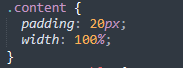 .content {
  padding: 20px;
  width: 100%;
}